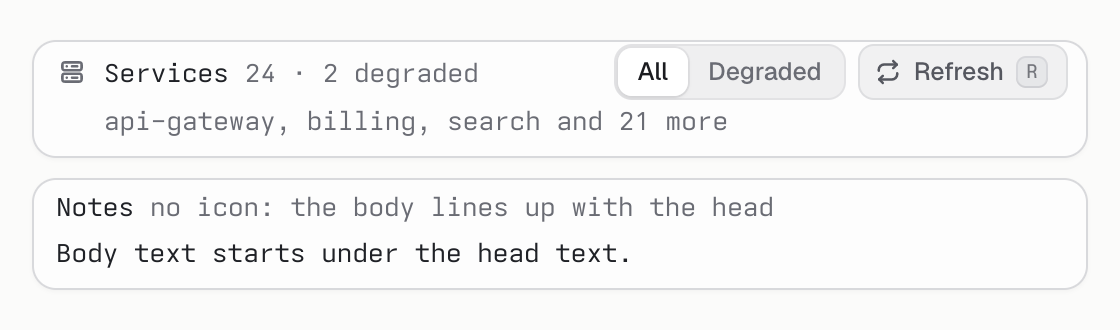 Services 24 · 2 degraded All Degraded Refresh R
api-gateway, billing, search and 21 more
Notes no icon: the body lines up with the head
Body text starts under the head text.